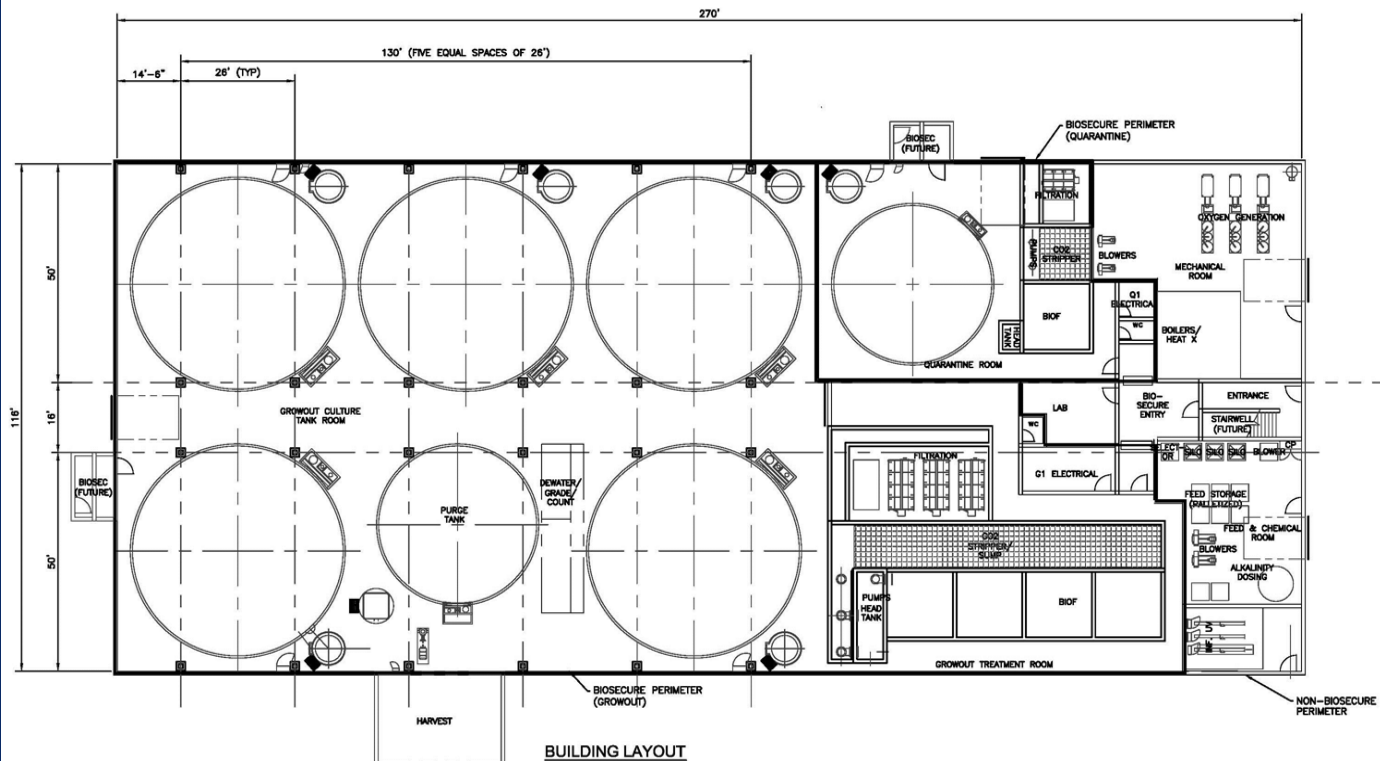 270'
130' (FIVE EQUAL SPACES OF 26')
14'-6"
26' (TYP)
BIOSECURE PERIMETER
(QUARANTINE)
BIOSEC
(FUTURE)
FILTRATION
OXYGEN GENERATION
PUMPS
CO2
STRIPPER
BLOWERS
MECHANICAL
ROOM
50'
Q1
ELECTRICAL
BIOF
WC
HEAD
TANK
BOILERS/
HEAT X
QUARANTINE ROOM
116'
16'
GROWOUT CULTURE
TANK ROOM
LAB
BIO-
SECURE
ENTRY
ENTRANCE
STAIRWELL
(FUTURE)
WC
SILO
SILO
SILO
BLOWER
CP
FILTRATION
G1 ELECTRICAL
BIOSEC
(FUTURE)
DEWATER/
GRADE/
COUNT
FEED STORAGE
(PALLETIZED)
PURGE
TANK
FEED & CHEMICAL
ROOM
CO2
STRIPPER/
SUMP
BLOWERS
50'
ALKALINITY
DOSING
PUMPS
HEAD
TANK
BIOF
UV
GROWOUT TREATMENT ROOM
BIOSECURE PERIMETER
(GROWOUT)
NON-BIOSECURE
PERIMETER
HARVEST
BUILDING LAYOUT